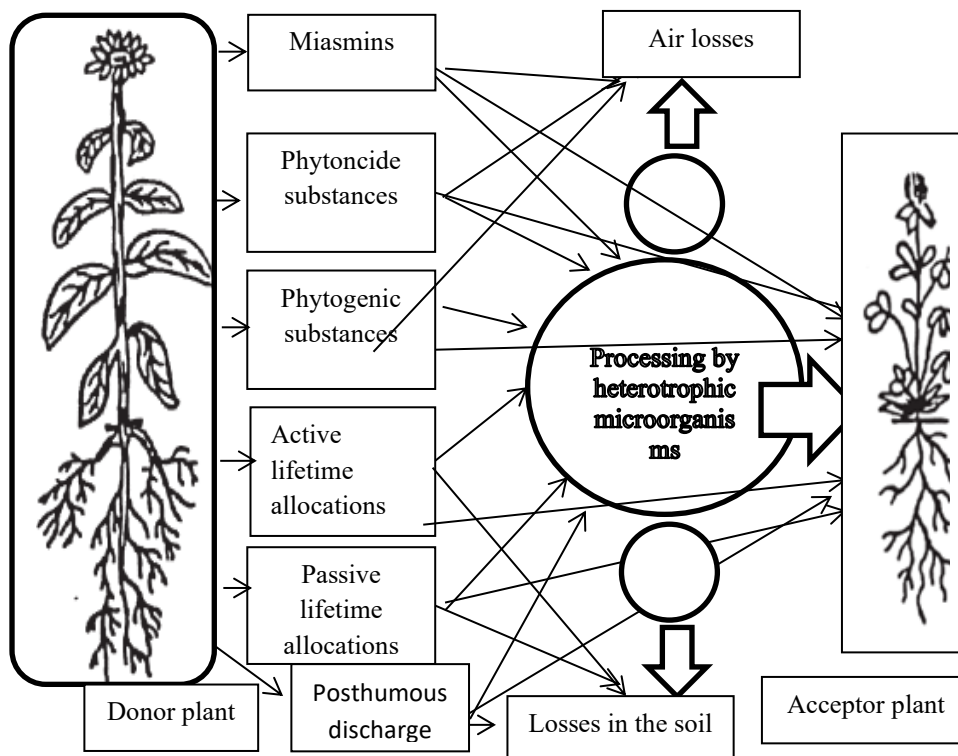 Miasmins
Air losses
Phytoncide
substances
Phytogenic
substances
Processing by
heterotrophic
microorganis
ms
Active
lifetime
allocations
Passive
lifetime
allocations
Posthumous
discharge
Donor plant
Losses in the soil
Acceptor plant